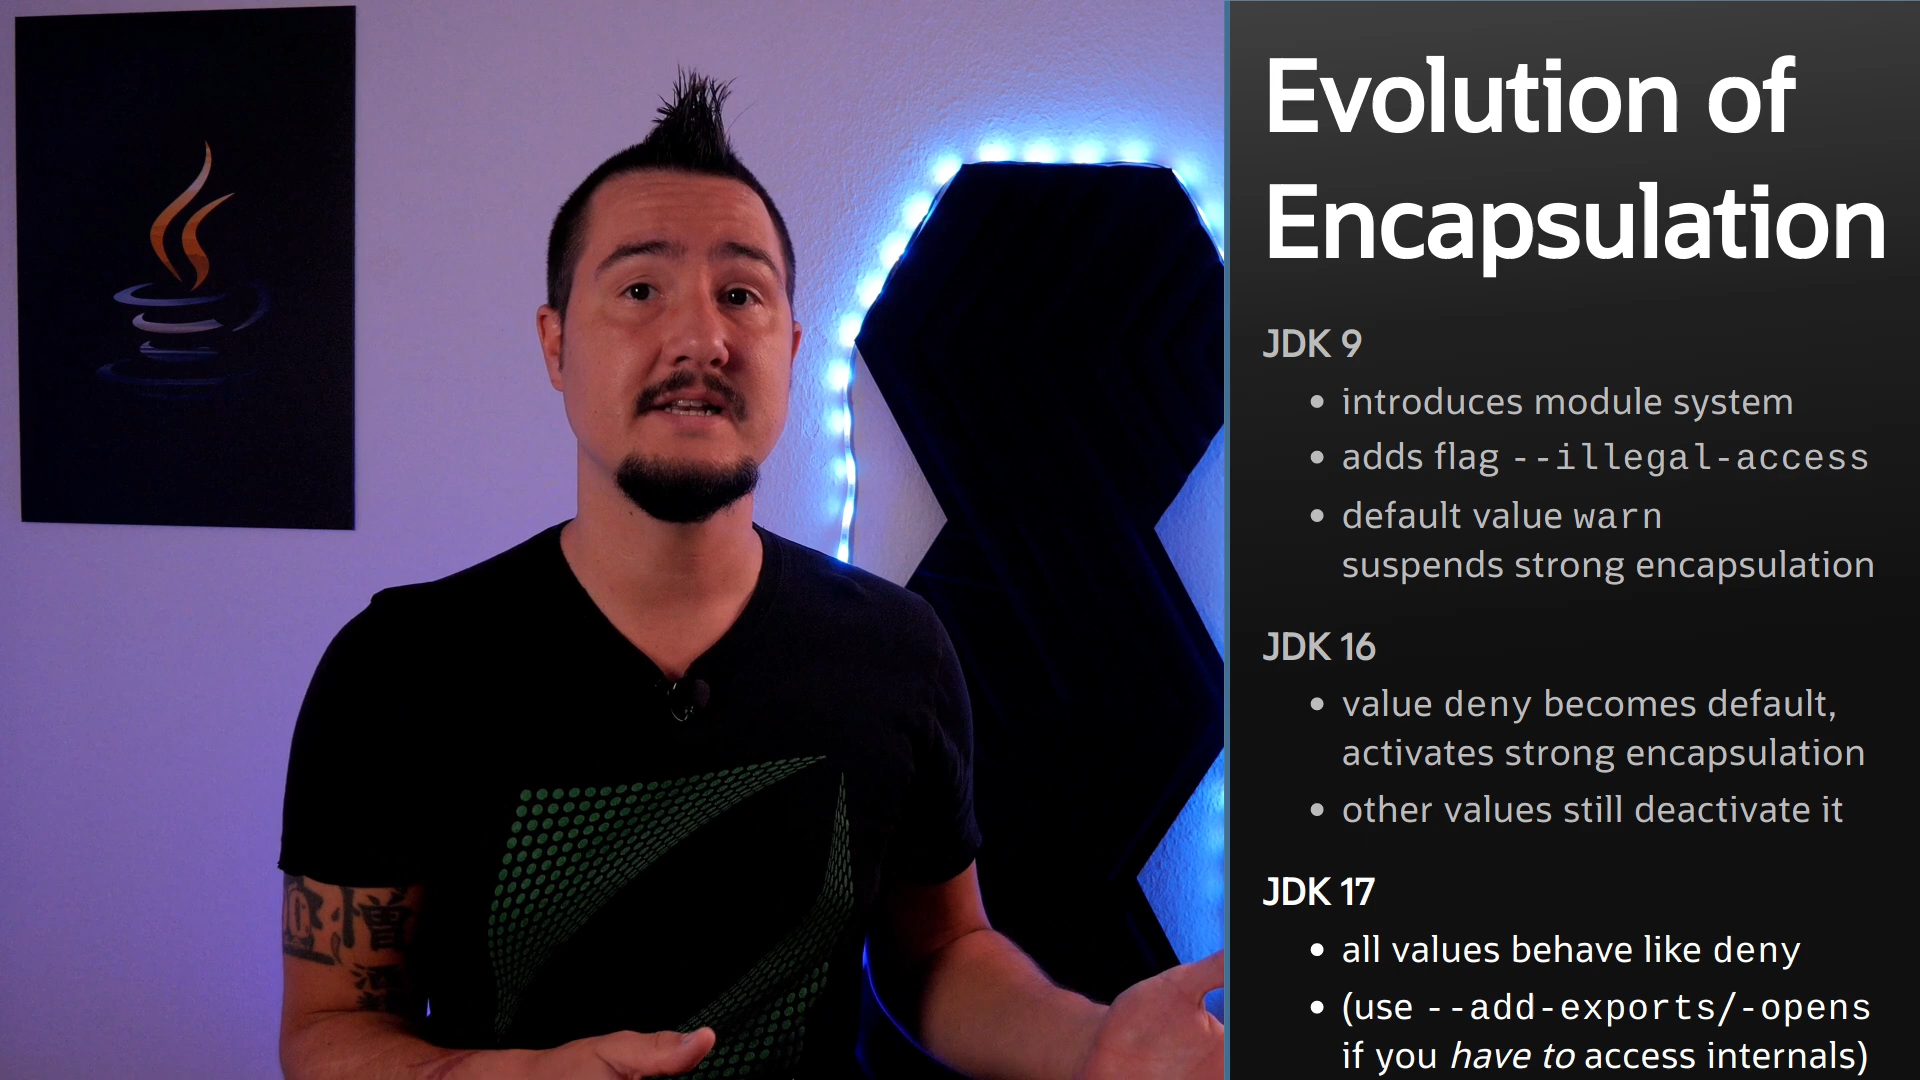 Evolution of
Encapsulation
JDK 9
introduces module system
adds flag --illegal-access
default value warn
suspends strong encapsulation
JDK 16
value deny becomes default,
activates strong encapsulation
other values still deactivate it
JDK 17
all values behave like deny
(use --add-exports/-opens
if you have to access internals)
僧